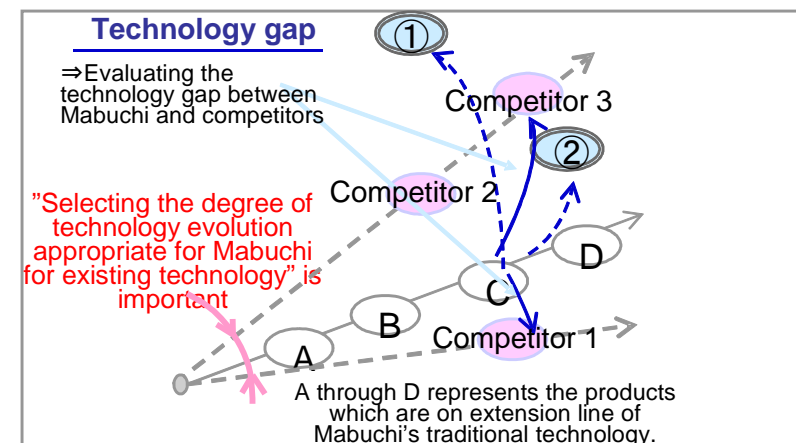 Technology gap
①
⇒Evaluating the
technology gap between
Mabuchi and competitors
Competitor 3
②
Competitor 2
”Selecting the degree of
technology evolution
appropriate for Mabuchi
for existing technology” is
important
D
C
B
A
Competitor 1
A through D represents the products
which are on extension line of
Mabuchi’s traditional technology.